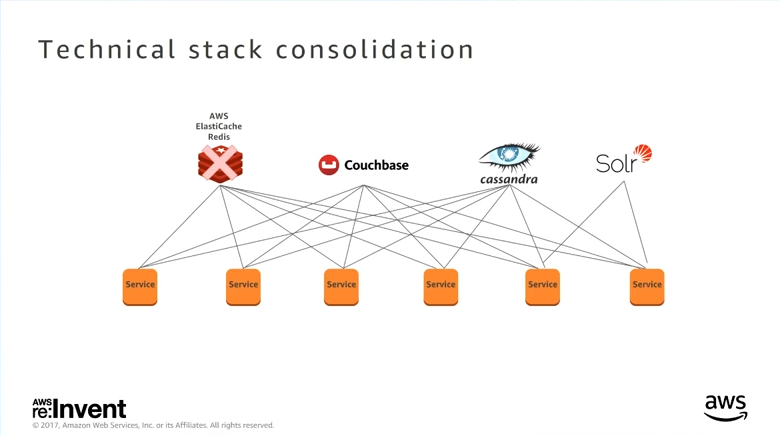 Technical stack consolidation
AWS
ElastiCache
Redis
Couchbase
cassandra
Solr
Service
Service
Service
Service
Service
Service
AWS
re:Invent
© 2017, Amazon Web Services, Inc. or its Affiliates. All rights reserved.
aws